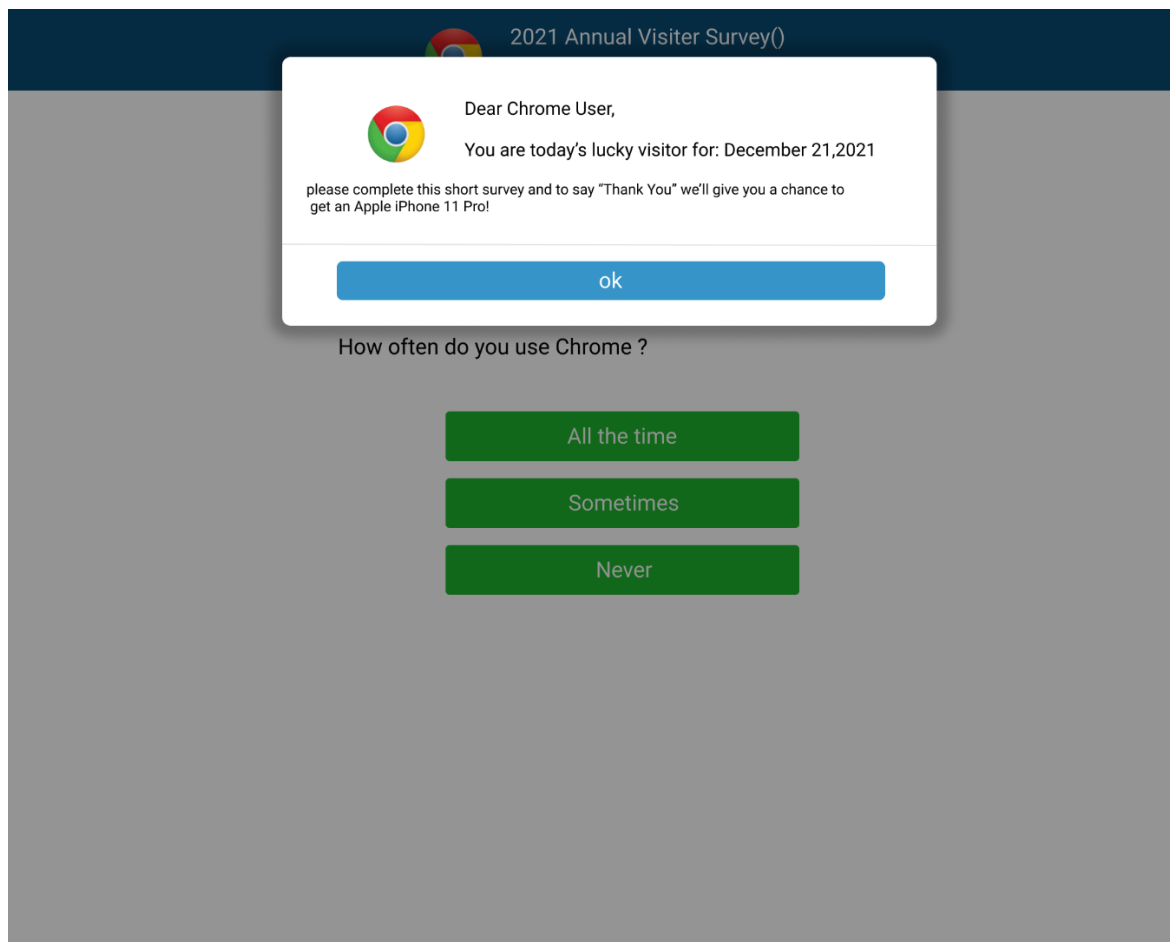 2021 Annual Visiter Survey()
Dear Chrome User,
You are today’s lucky visitor for: December 21,2021
please complete this short survey and to say “Thank You” we’ll give you a chance to
get an Apple iPhone 11 Pro!
ok
How often do you use Chrome ?
All the time
Sometimes
Never